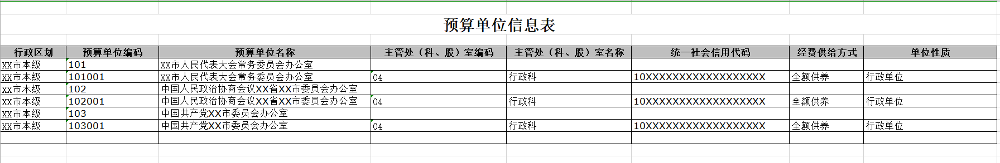 预算单位信息表
行政区划 预算单位编码 预算单位名称 主管处（科、股）室编码 主管处（科、股）室名称 统一社会信用代码 经费供给方式 单位性质
XX市本级 101 XX市人民代表大会常务委员会办公室
XX市本级 101001 XX市人民代表大会常务委员会办公室 04 行政科 10XXXXXXXXXXXXXXXXXX 全额供养 行政单位
XX市本级 102 中国人民政治协商会议XX省XX市委员会办公室
XX市本级 102001 中国人民政治协商会议XX省XX市委员会办公室 04 行政科 10XXXXXXXXXXXXXXXXXX 全额供养 行政单位
XX市本级 103 中国共产党XX市委员会办公室
XX市本级 103001 中国共产党XX市委员会办公室 04 行政科 10XXXXXXXXXXXXXXXXXX 全额供养 行政单位